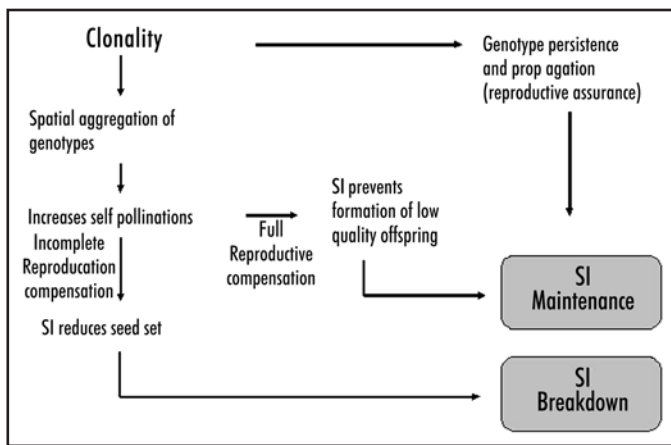 Clonality
Genotype persistence
and prop agation
(reproductive assurance)
Spatial aggregation of
genotypes
Increases self pollinations
Incomplete
Reproducation
compensation
Full
Reproductive
compensation
SI prevents
formation of low
quality offspring
SI reduces seed set
SI
Maintenance
SI
Breakdown